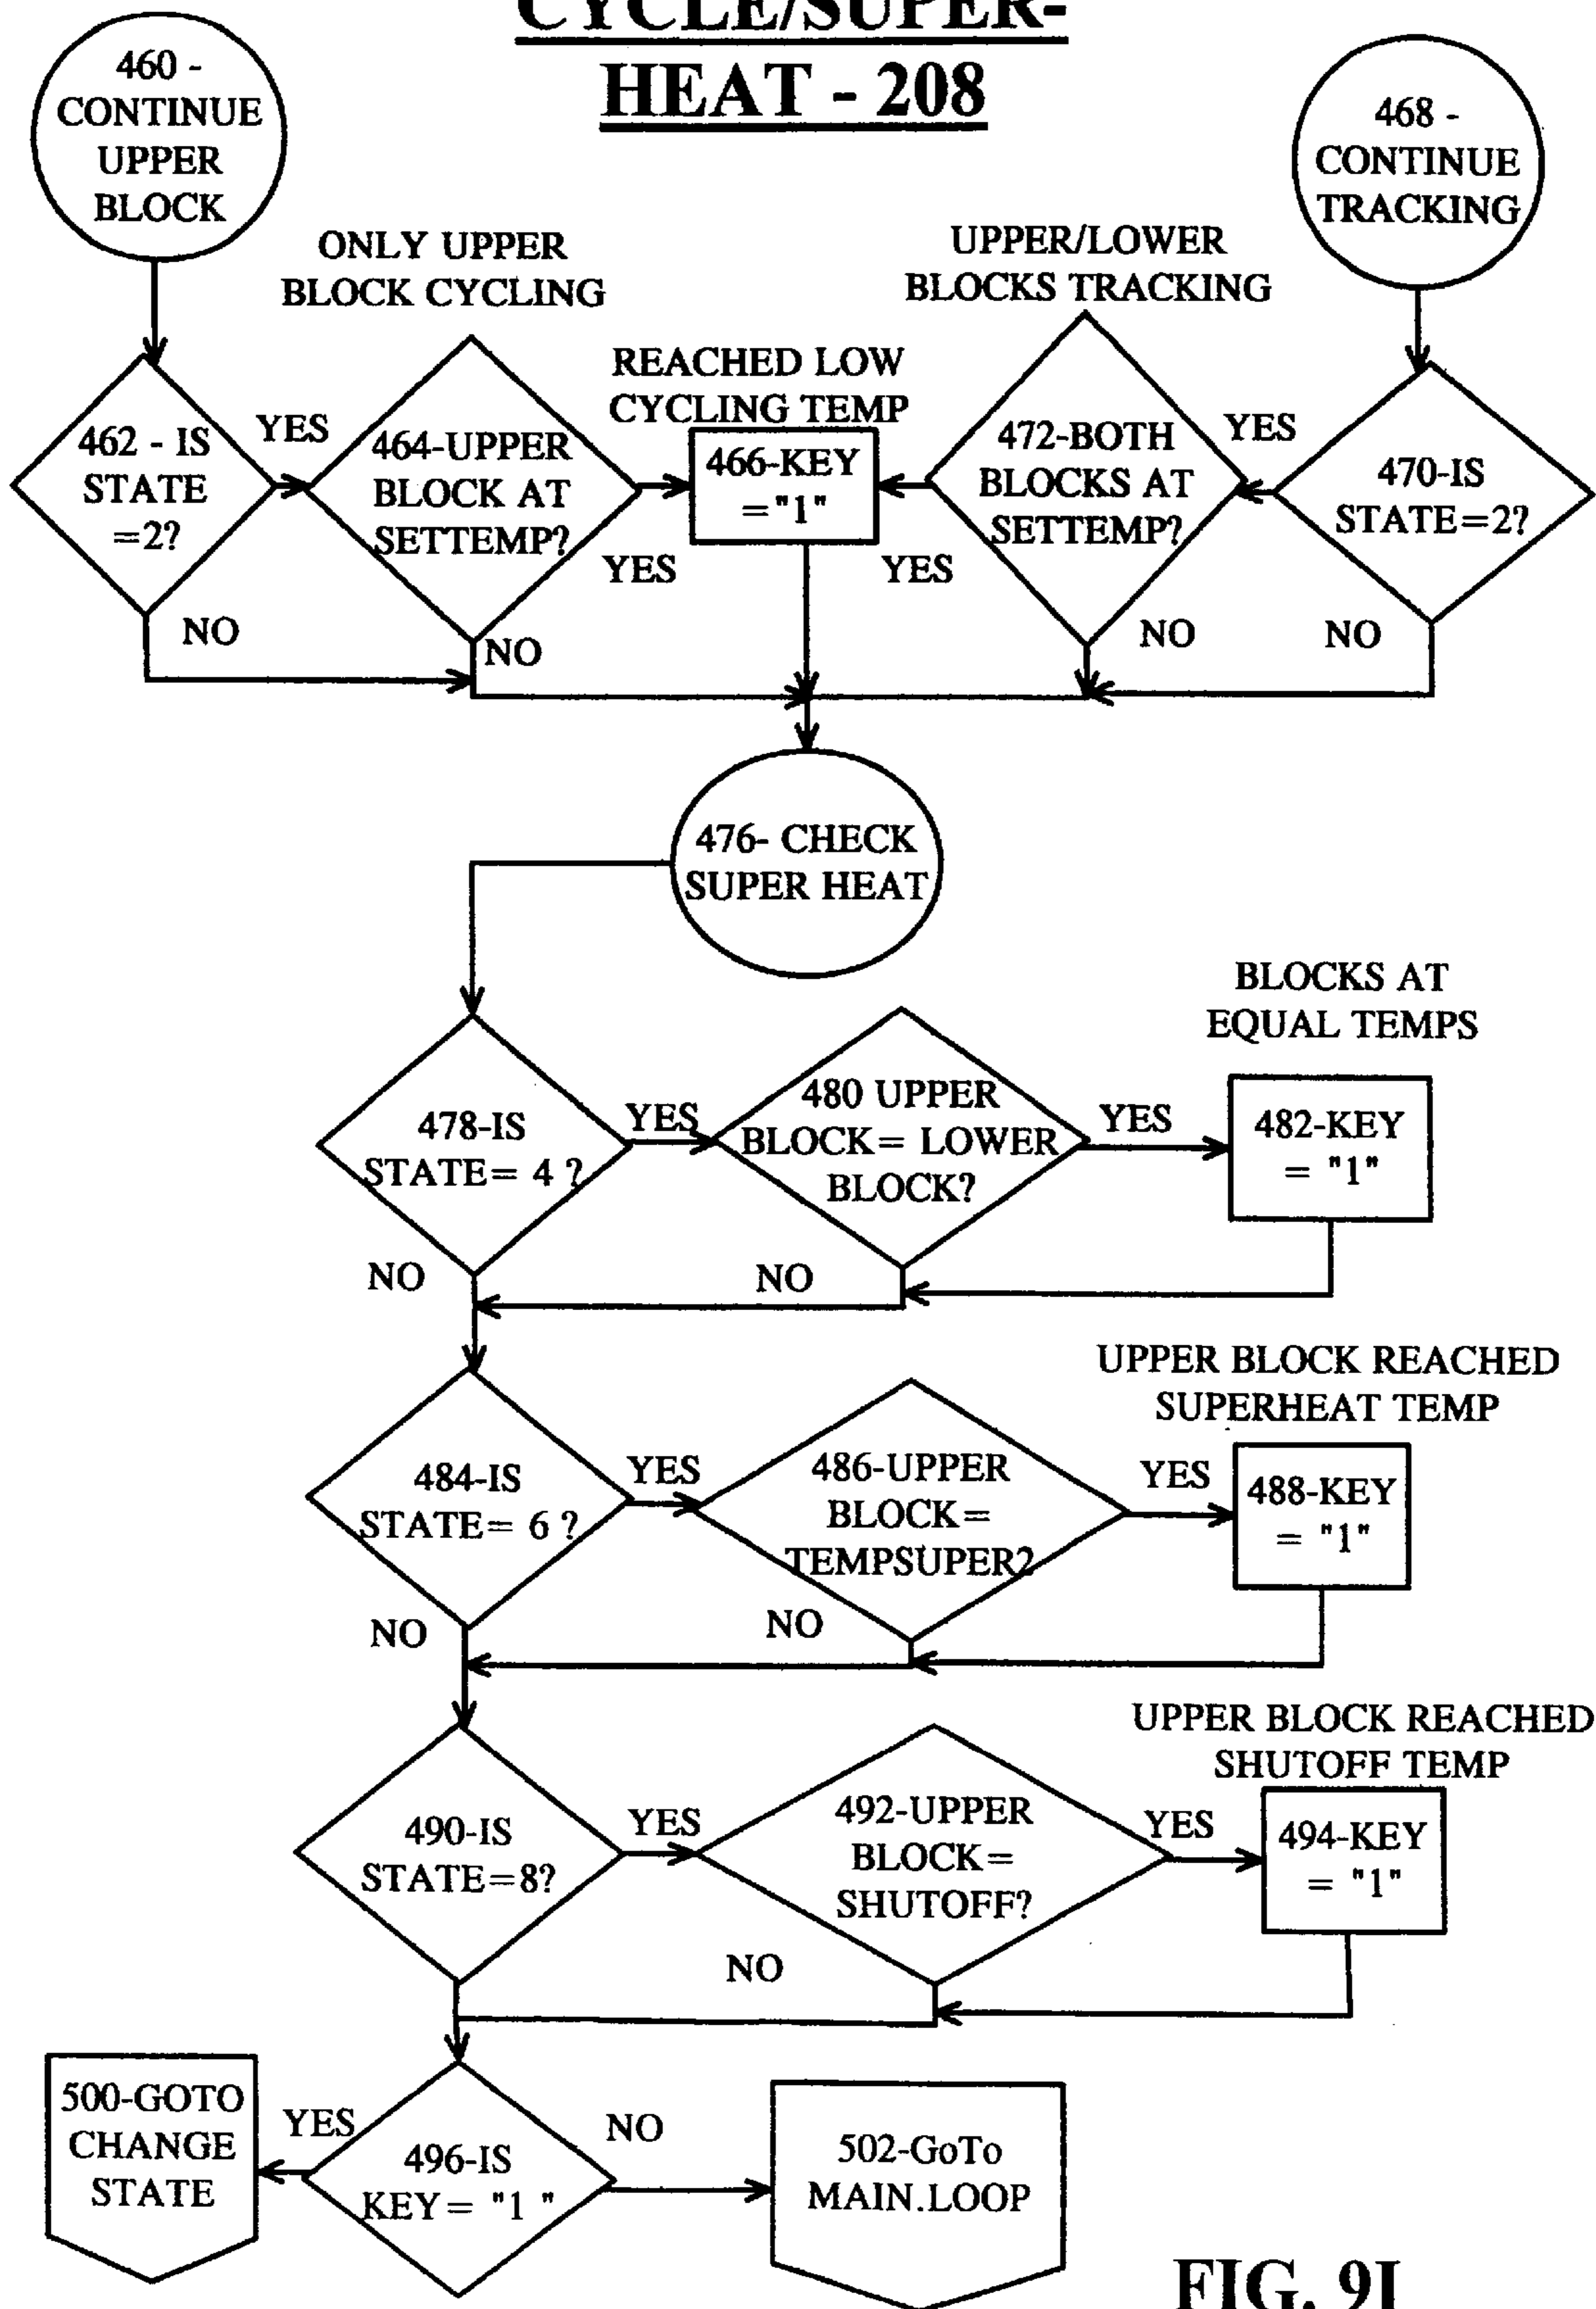 CYCLE/SUPER-
HEAT - 208
460 -
CONTINUE
UPPER
BLOCK
468 -
CONTINUE
TRACKING
ONLY UPPER
BLOCK CYCLING
UPPER/LOWER
BLOCKS TRACKING
REACHED LOW
CYCLING TEMP
462 - IS
STATE
=2?
YES
464-UPPER
BLOCK AT
SETTEMP?
YES
466-KEY
="1"
YES
472-BOTH
BLOCKS AT
SETTEMP?
YES
470-IS
STATE=2?
NO
NO
NO
NO
476- CHECK
SUPER HEAT
BLOCKS AT
EQUAL TEMPS
478-IS
STATE= 4 ?
YES
480 UPPER
BLOCK= LOWER
BLOCK?
YES
482-KEY
= "1"
NO
NO
UPPER BLOCK REACHED
SUPERHEAT TEMP
484-IS
STATE= 6 ?
YES
486-UPPER
BLOCK=
TEMPSUPER2
YES
488-KEY
= "1"
NO
NO
UPPER BLOCK REACHED
SHUTOFF TEMP
490-IS
STATE=8?
YES
492-UPPER
BLOCK=
SHUTOFF?
YES
494-KEY
= "1"
NO
500-GOTO
CHANGE
STATE
YES
496-IS
KEY= "1 "
NO
502-GoTo
MAIN.LOOP
FIG. 9I